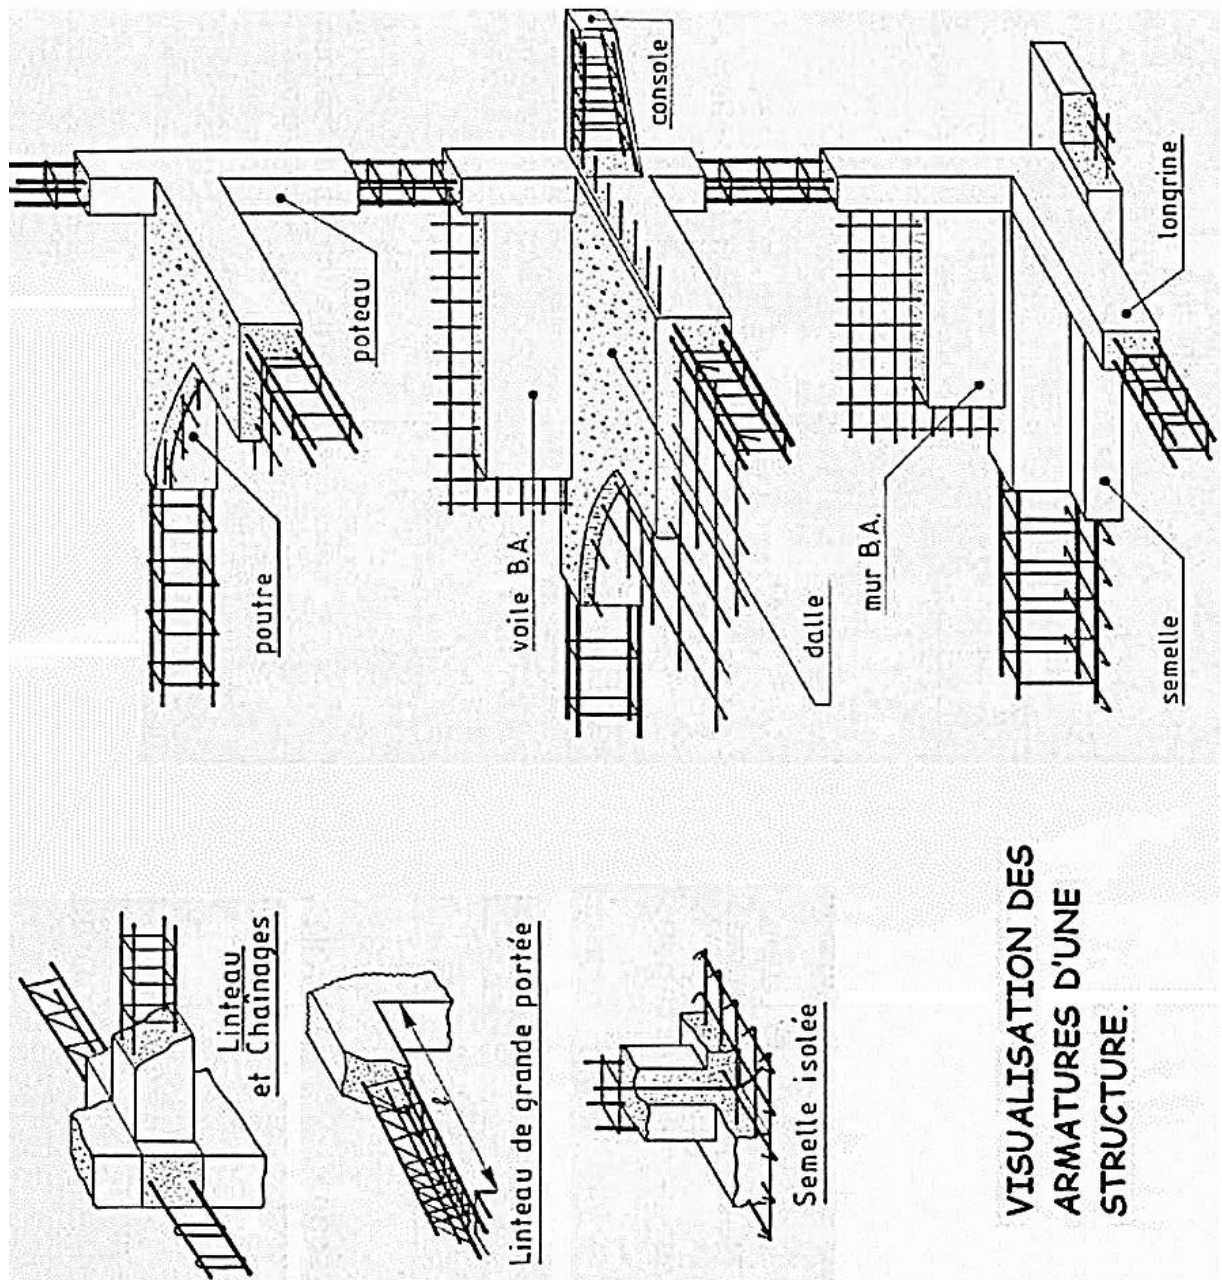 console
poteau
longrine
poutre
voile B.A.
dalle
mur B.A.
semelle
Linteau
et Chaînages
Linteau de grande portée
ℓ
Semelle isolée
VISUALISATION DES
ARMATURES D'UNE
STRUCTURE.